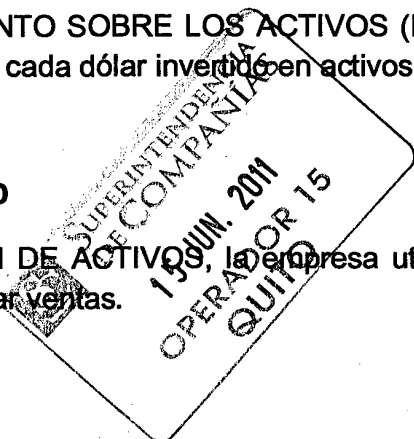 NTO SOBRE LOS ACTIVOS (
cada dólar invertido en activos
O
DE ACTIVOS, la empresa ut
ar ventas.
SUPERINTENDENCIA
DE COMPAÑÍAS
15 JUN. 2011
OPERADOR 15
QUITO